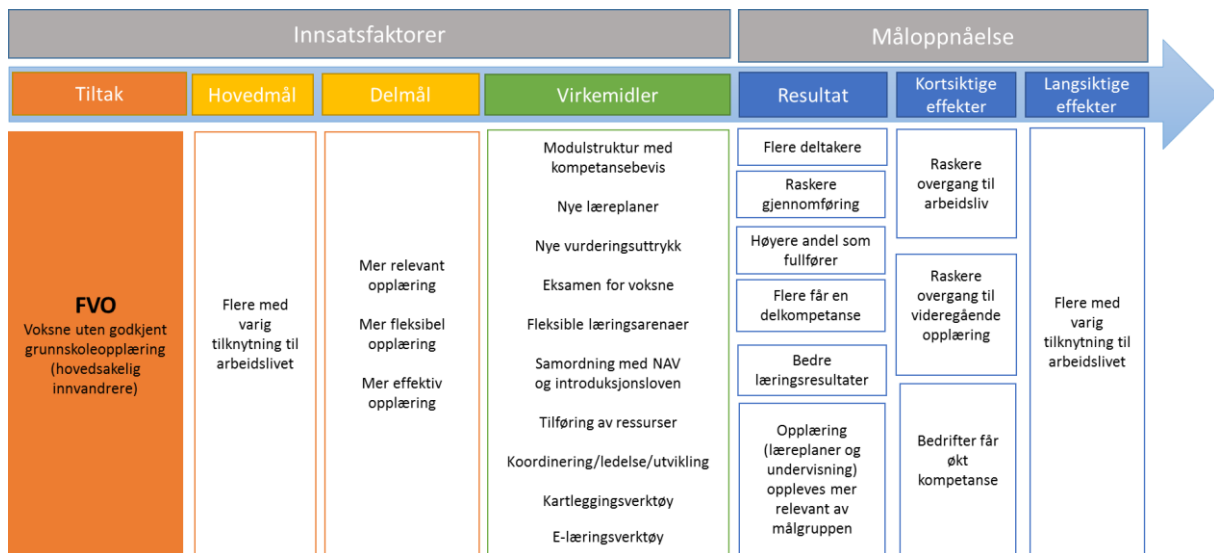 Innsatsfaktorer
Måloppnåelse
Tiltak
Hovedmål
Delmål
Virkemidler
Resultat
Kortsiktige
effekter
Langsiktige
effekter
FVO
Voksne uten godkjent
grunnskoleopplæring
(hovedsakelig
innvandrere)
Flere med
varig
tilknytning til
arbeidslivet
Mer relevant
opplæring
Mer fleksibel
opplæring
Mer effektiv
opplæring
Modulstruktur med
kompetansebevis
Nye læreplaner
Nye vurderingsuttrykk
Eksamen for voksne
Fleksible læringsarenaer
Samordning med NAV
og introduksjonsloven
Tilføring av ressurser
Koordinering/ledelse/utvikling
Kartleggingsverktøy
E-læringsverktøy
Flere deltakere
Raskere
gjennomføring
Høyere andel som
fullfører
Flere får en
delkompetanse
Bedre
læringsresultater
Opplæring
(læreplaner og
undervisning)
oppleves mer
relevant av
målgruppen
Raskere
overgang til
arbeidsliv
Raskere
overgang til
videregående
opplæring
Bedrifter får
økt
kompetanse
Flere med
varig
tilknytning til
arbeidslivet